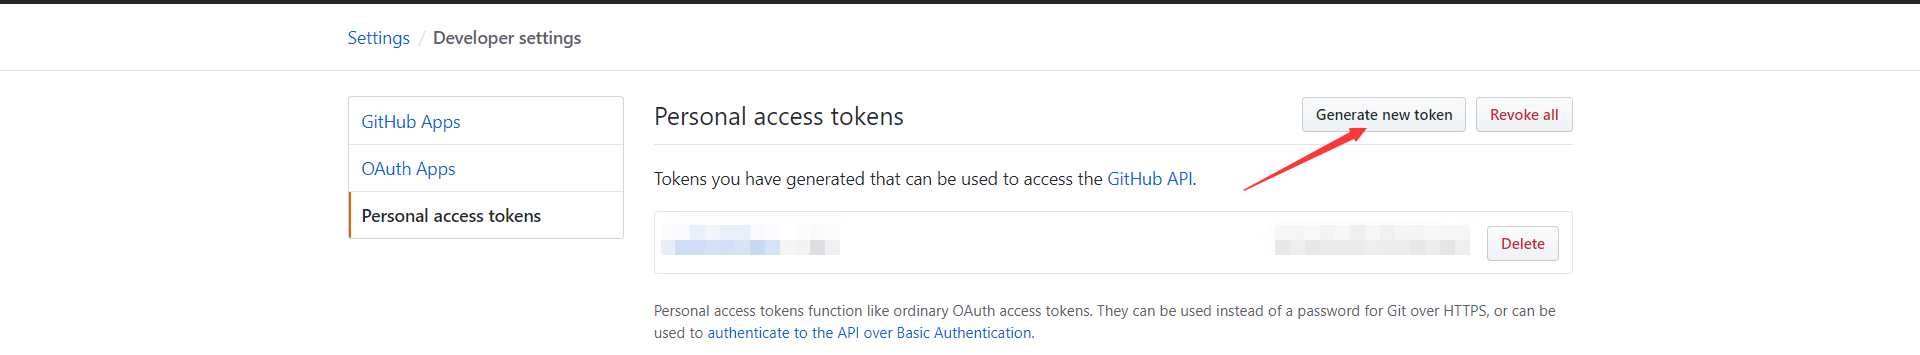 Settings / Developer settings
GitHub Apps
OAuth Apps
Personal access tokens
Personal access tokens
Generate new token
Revoke all
Tokens you have generated that can be used to access the GitHub API.
Delete
Personal access tokens function like ordinary OAuth access tokens. They can be used instead of a password for Git over HTTPS, or can be
used to authenticate to the API over Basic Authentication.